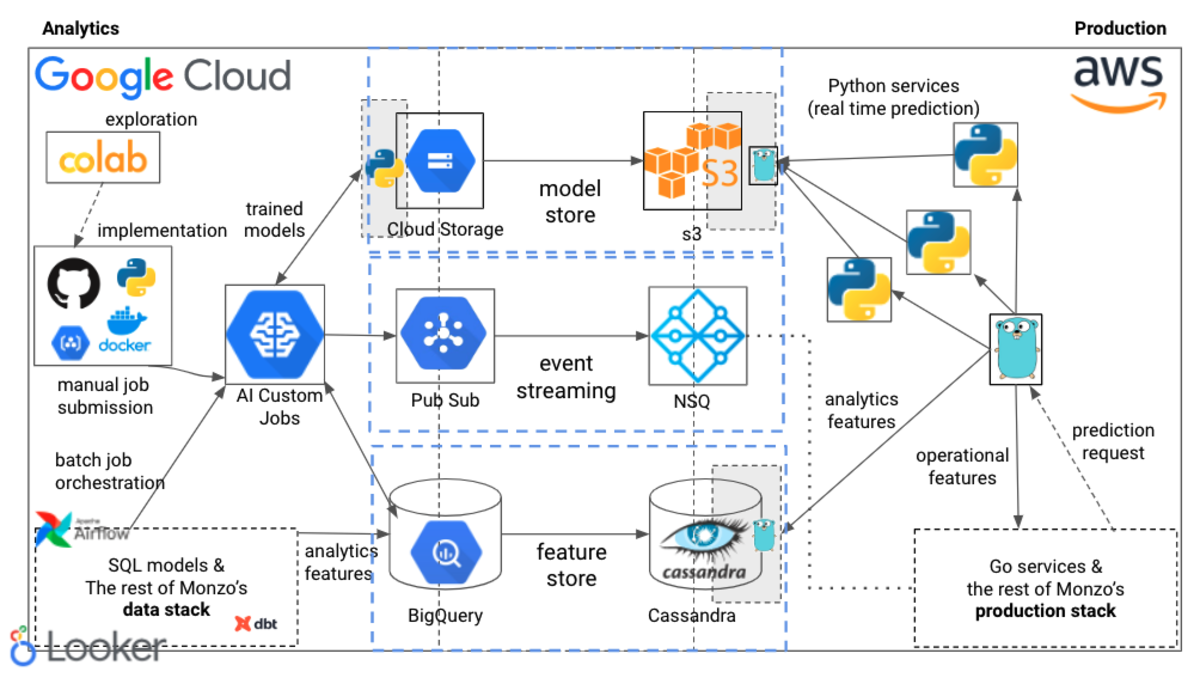 Analytics
Production
Google Cloud
aws
exploration
colab
Python services
(real time prediction)
trained
models
implementation
Cloud Storage
model
store
S3
s3
docker
manual job
submission
AI Custom
Jobs
Pub Sub
event
streaming
NSQ
analytics
features
operational
features
prediction
request
batch job
orchestration
Apache
Airflow
SQL models &
The rest of Monzo's
data stack
dbt
Looker
analytics
features
BigQuery
feature
store
cassandra
Cassandra
Go services &
the rest of Monzo's
production stack